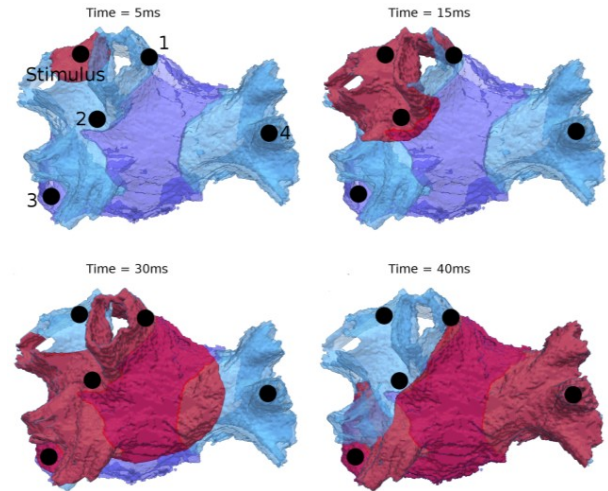 Time = 5ms
Time = 15ms
1
Stimulus
2
4
3
Time = 30ms
Time = 40ms